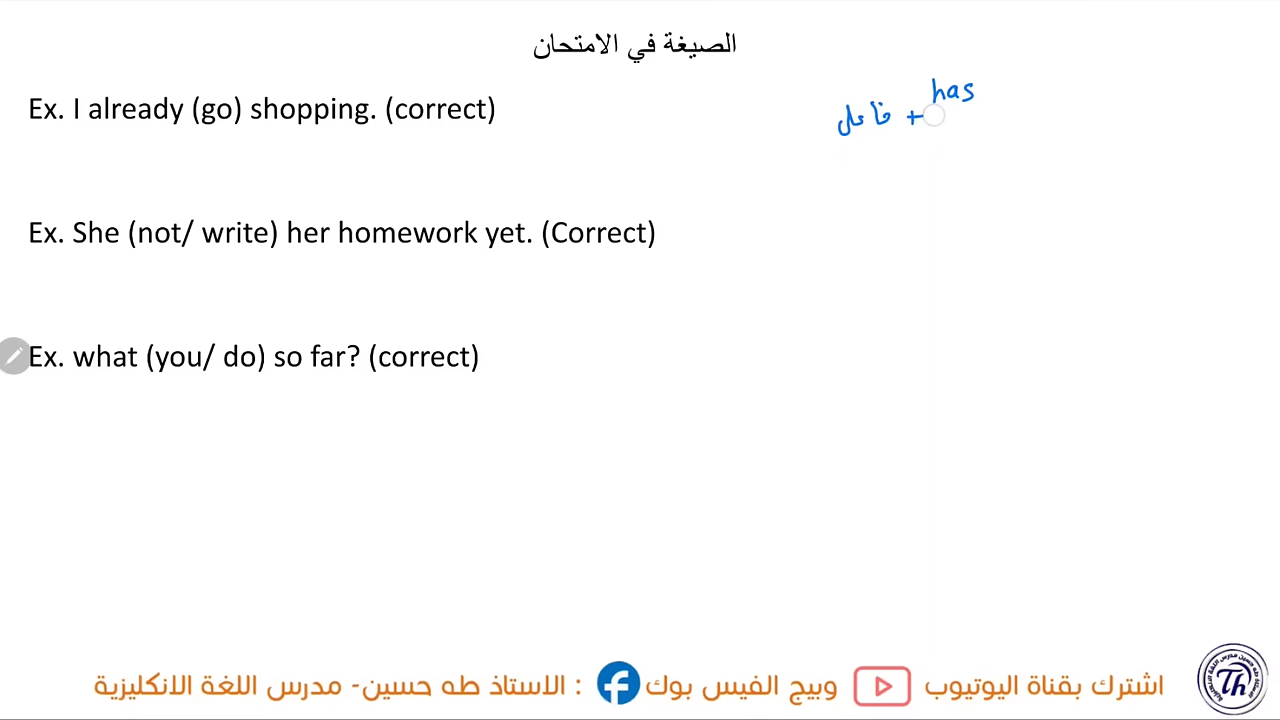 الصيغة في الامتحان
Ex. I already (go) shopping. (correct)
فاعل + has
Ex. She (not/ write) her homework yet. (Correct)
Ex. what (you/ do) so far? (correct)
اشترك بقناة اليوتيوب وبيج الفيس بوك : الاستاذ طه حسين- مدرس اللغة الانكليزية
Th